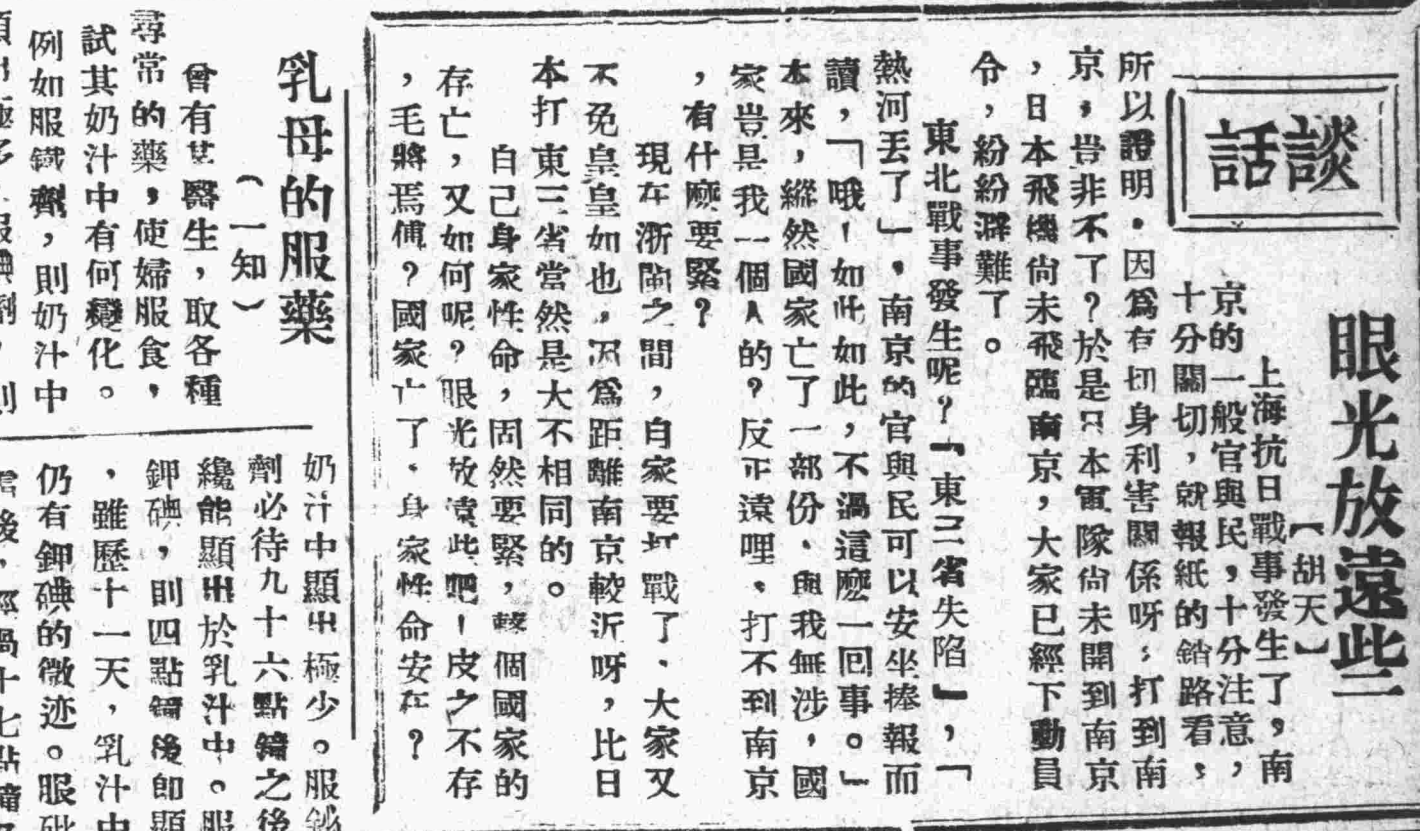 談話
眼光放遠些
【胡天】
上海抗日戰事發生了,南
京的一般官與民,十分注意,
十分關切,就報紙的銷路看,
所以證明。因爲有切身利害關係呀;打到南
京,豈非不了?於是日本軍隊尙未開到南京
,日本飛機尙未飛臨南京,大家已經下動員
令,紛紛避難了。
東北戰事發生呢?「東三省失陷」,「
熱河丟了」,南京的官與民可以安坐捧報而
讀,「哦!如此如此,不過這麽一回事。」
本來,縱然國家亡了一部份,與我無涉,國
家豈是我一個人的?反正遠哩,打不到南京
,有什麽要緊?
現在浙閩之間,自家要打戰了,大家又
不免皇皇如也,因爲距離南京較近呀,比日
本打東三省當然是大不相同的。
自己身家性命,固然要緊,整個國家的
存亡,又如何呢?眼光放遠些吧!皮之不存
,毛將焉傅?國家亡了,身家性命安在?
乳母的服藥
(一知)
曾有某醫生,取各種
尋常的藥,使婦服食,
試其奶汁中有何變化。
例如服鐵劑,則奶汁中
奶汁中顯出極少。服鉍
劑必待九十六點鐘之後
纔能顯出於乳汁中。服
鉀碘,則四點鐘後卽顯
,雖歷十一天,乳汁中
仍有鉀碘的微迹。服砒